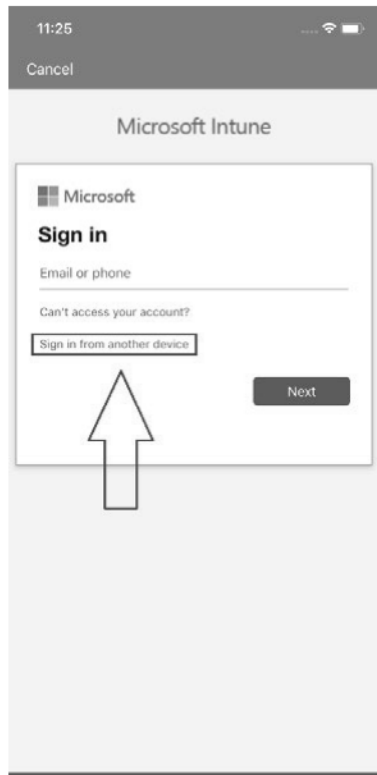 11:25
Cancel
Microsoft Intune
Microsoft
Sign in
Email or phone
Can't access your account?
Sign in from another device
Next